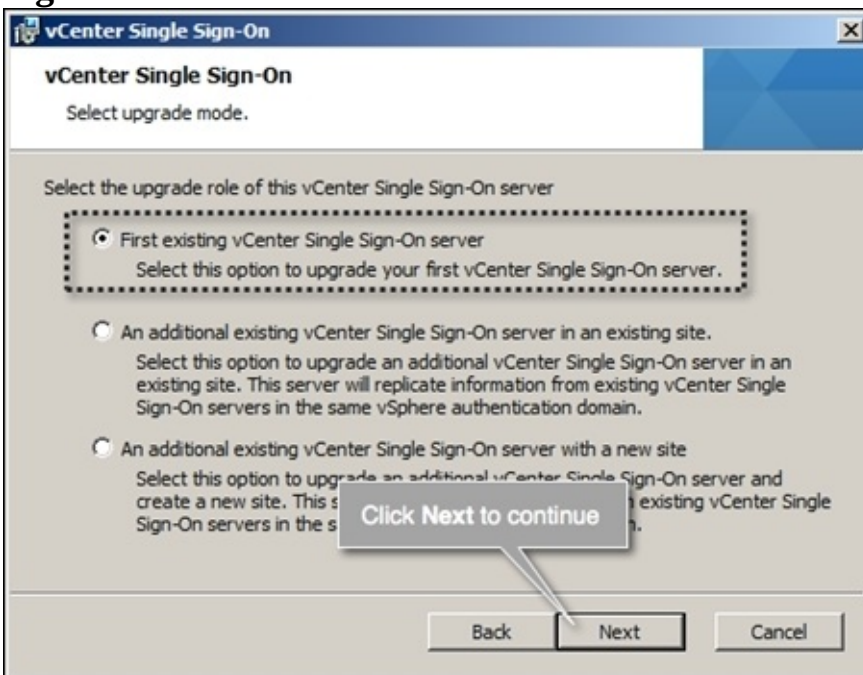 vCenter Single Sign-On
vCenter Single Sign-On
Select upgrade mode.
Select the upgrade role of this vCenter Single Sign-On server
First existing vCenter Single Sign-On server
Select this option to upgrade your first vCenter Single Sign-On server.
An additional existing vCenter Single Sign-On server in an existing site.
Select this option to upgrade an additional vCenter Single Sign-On server in an
existing site. This server will replicate information from existing vCenter Single
Sign-On servers in the same vSphere authentication domain.
An additional existing vCenter Single Sign-On server with a new site
Select this option to upgrade an additional vCenter Single Sign-On server and
create a new site. This existing vCenter Single
Sign-On servers in the
Click Next to continue
Back Next Cancel